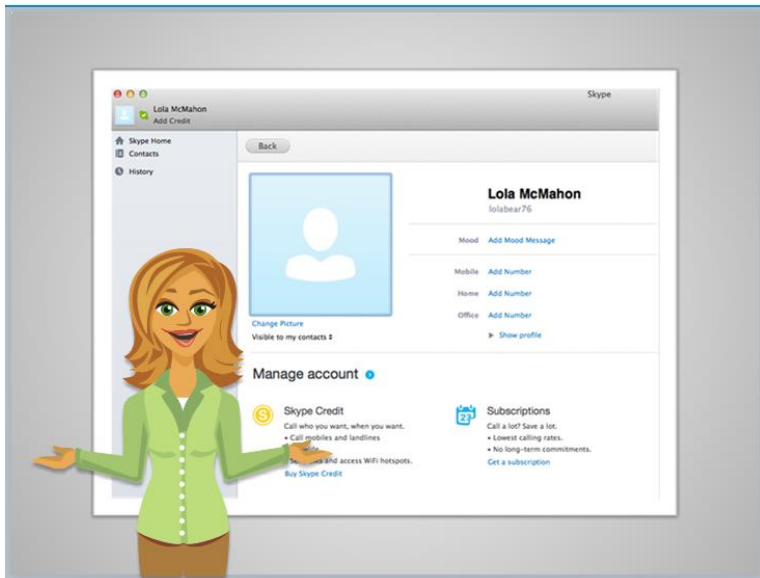 Skype
Lola McMahon
Add Credit
Skype Home
Contacts
History
Back
Lola McMahon
lolabear76
Mood Add Mood Message
Mobile Add Number
Home Add Number
Office Add Number
Show profile
Change Picture
Visible to my contacts
Manage account
Skype Credit
Call who you want, when you want.
• Call mobiles and landlines
and access WiFi hotspots.
Buy Skype Credit
23
Subscriptions
Call a lot? Save a lot.
• Lowest calling rates.
• No long-term commitments.
Get a subscription